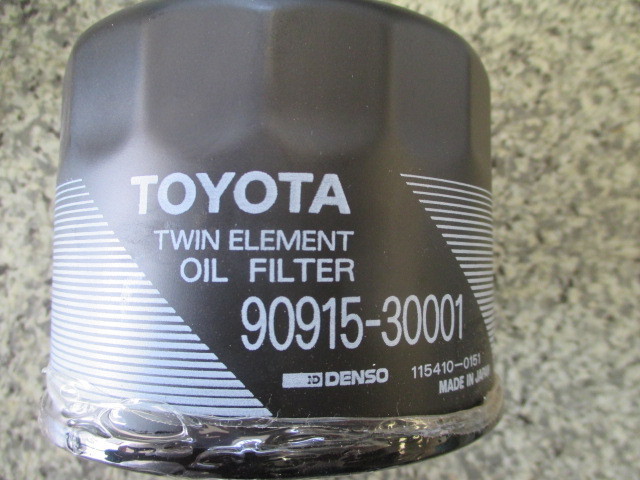 TOYOTA
TWIN ELEMENT
OIL FILTER
90915-30001
DENSO 115410-0151
MADE IN JAPAN